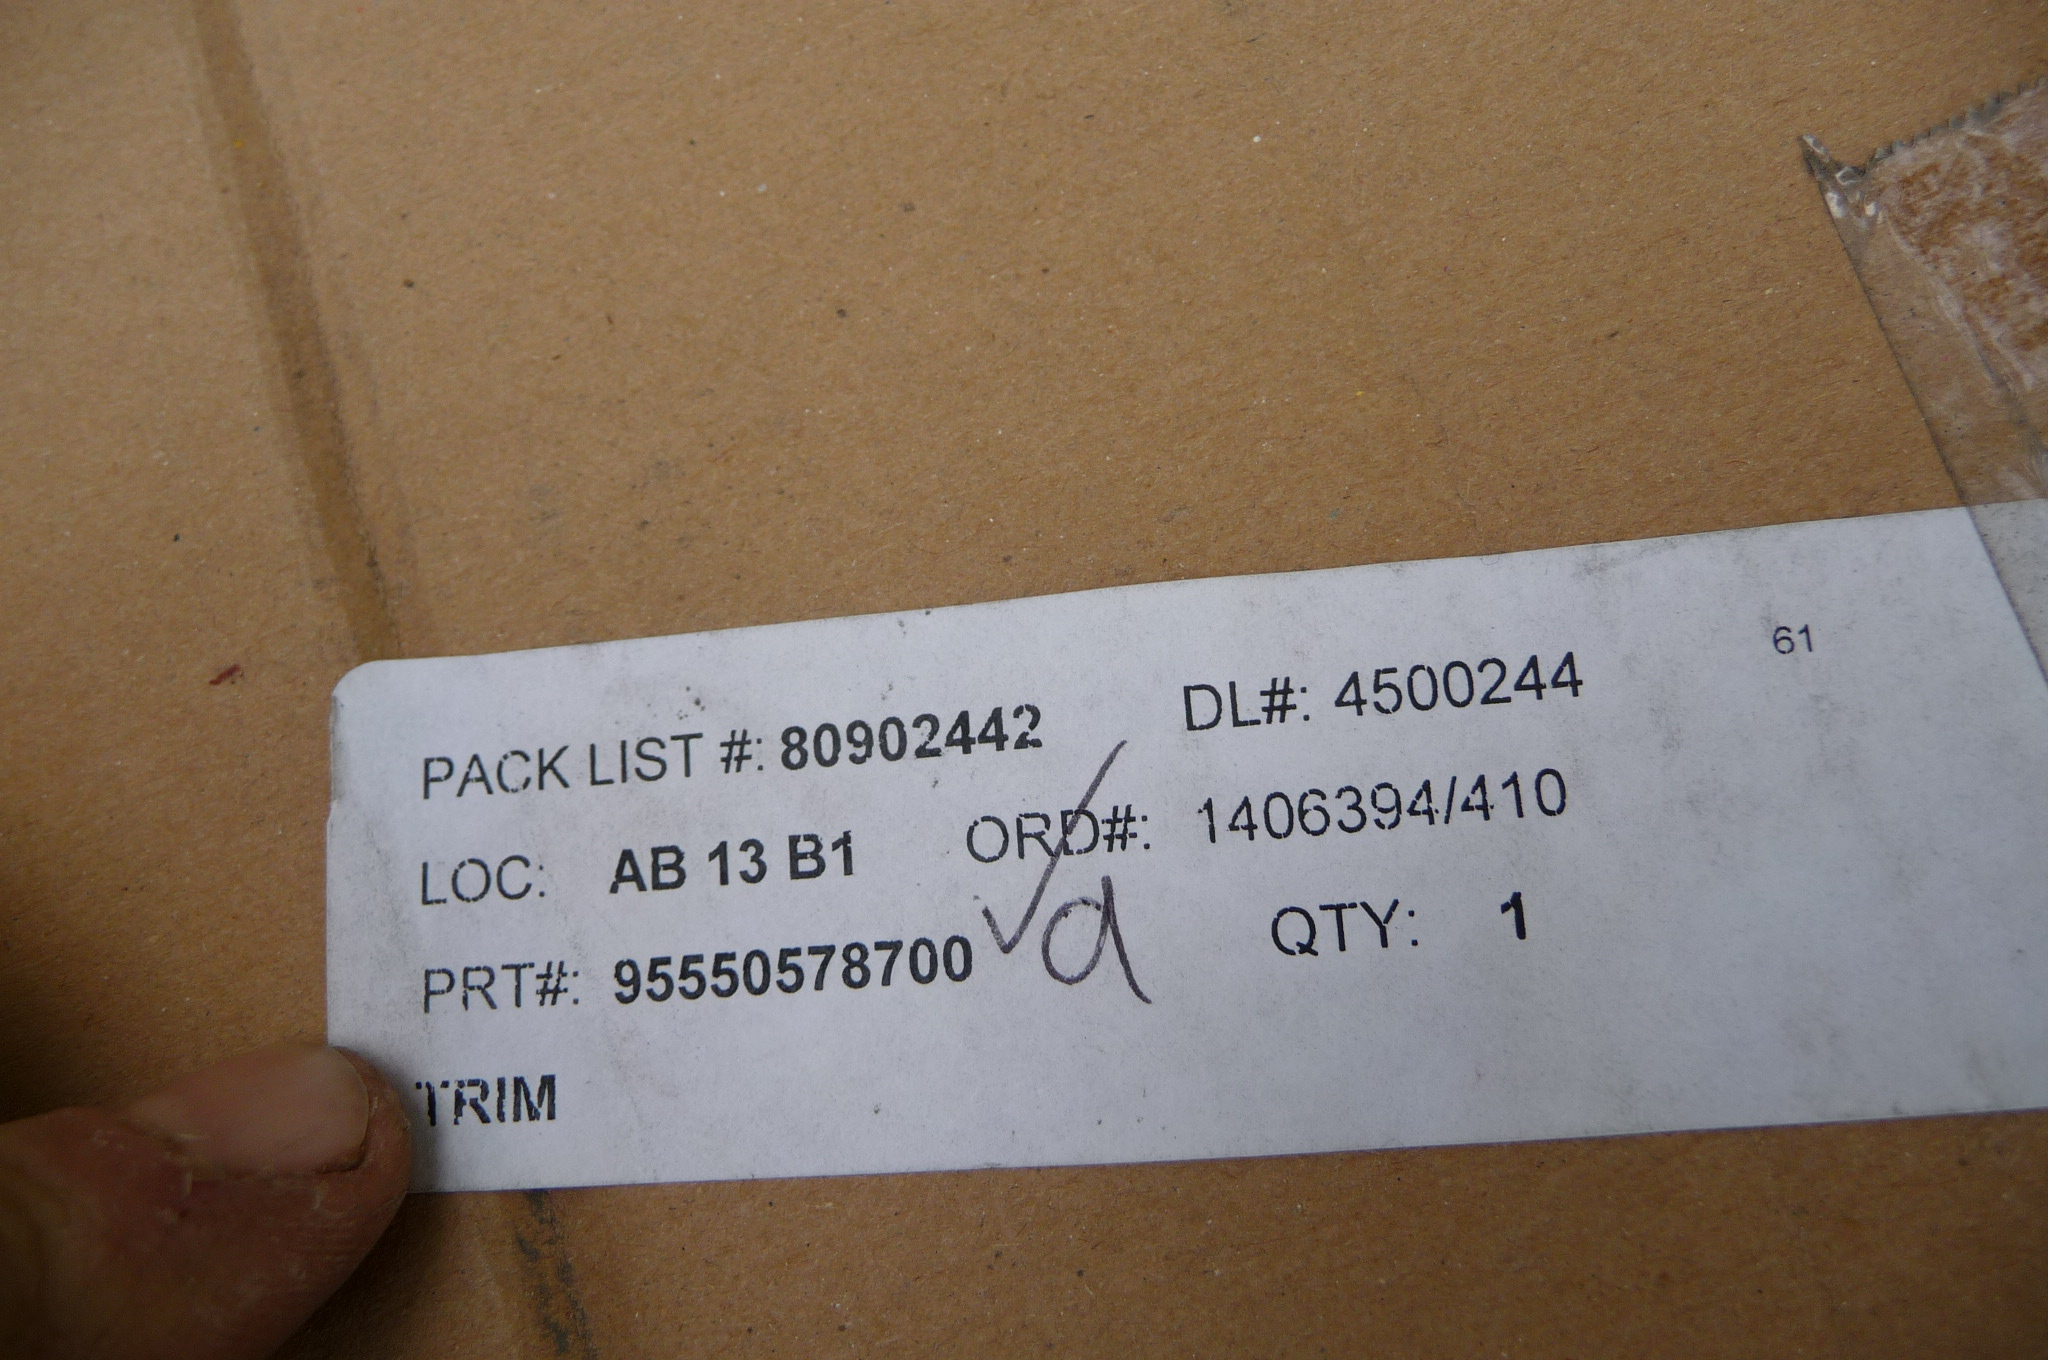 61
PACK LIST #: 80902442 DL#: 4500244
LOC: AB 13 B1 ORD#: 1406394/410
PRT#: 95550578700 ✓ a QTY: 1
TRIM